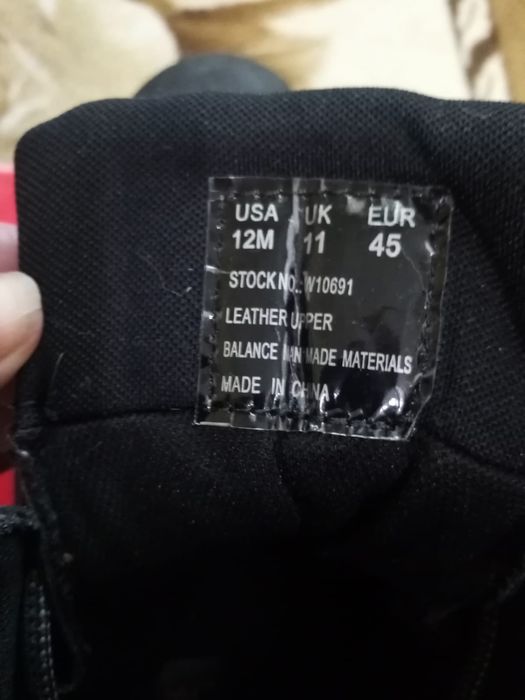 USA UK EUR
12M 11 45
STOCK NO.: W10691
LEATHER UPPER
BALANCE MAN MADE MATERIALS
MADE IN CHINA